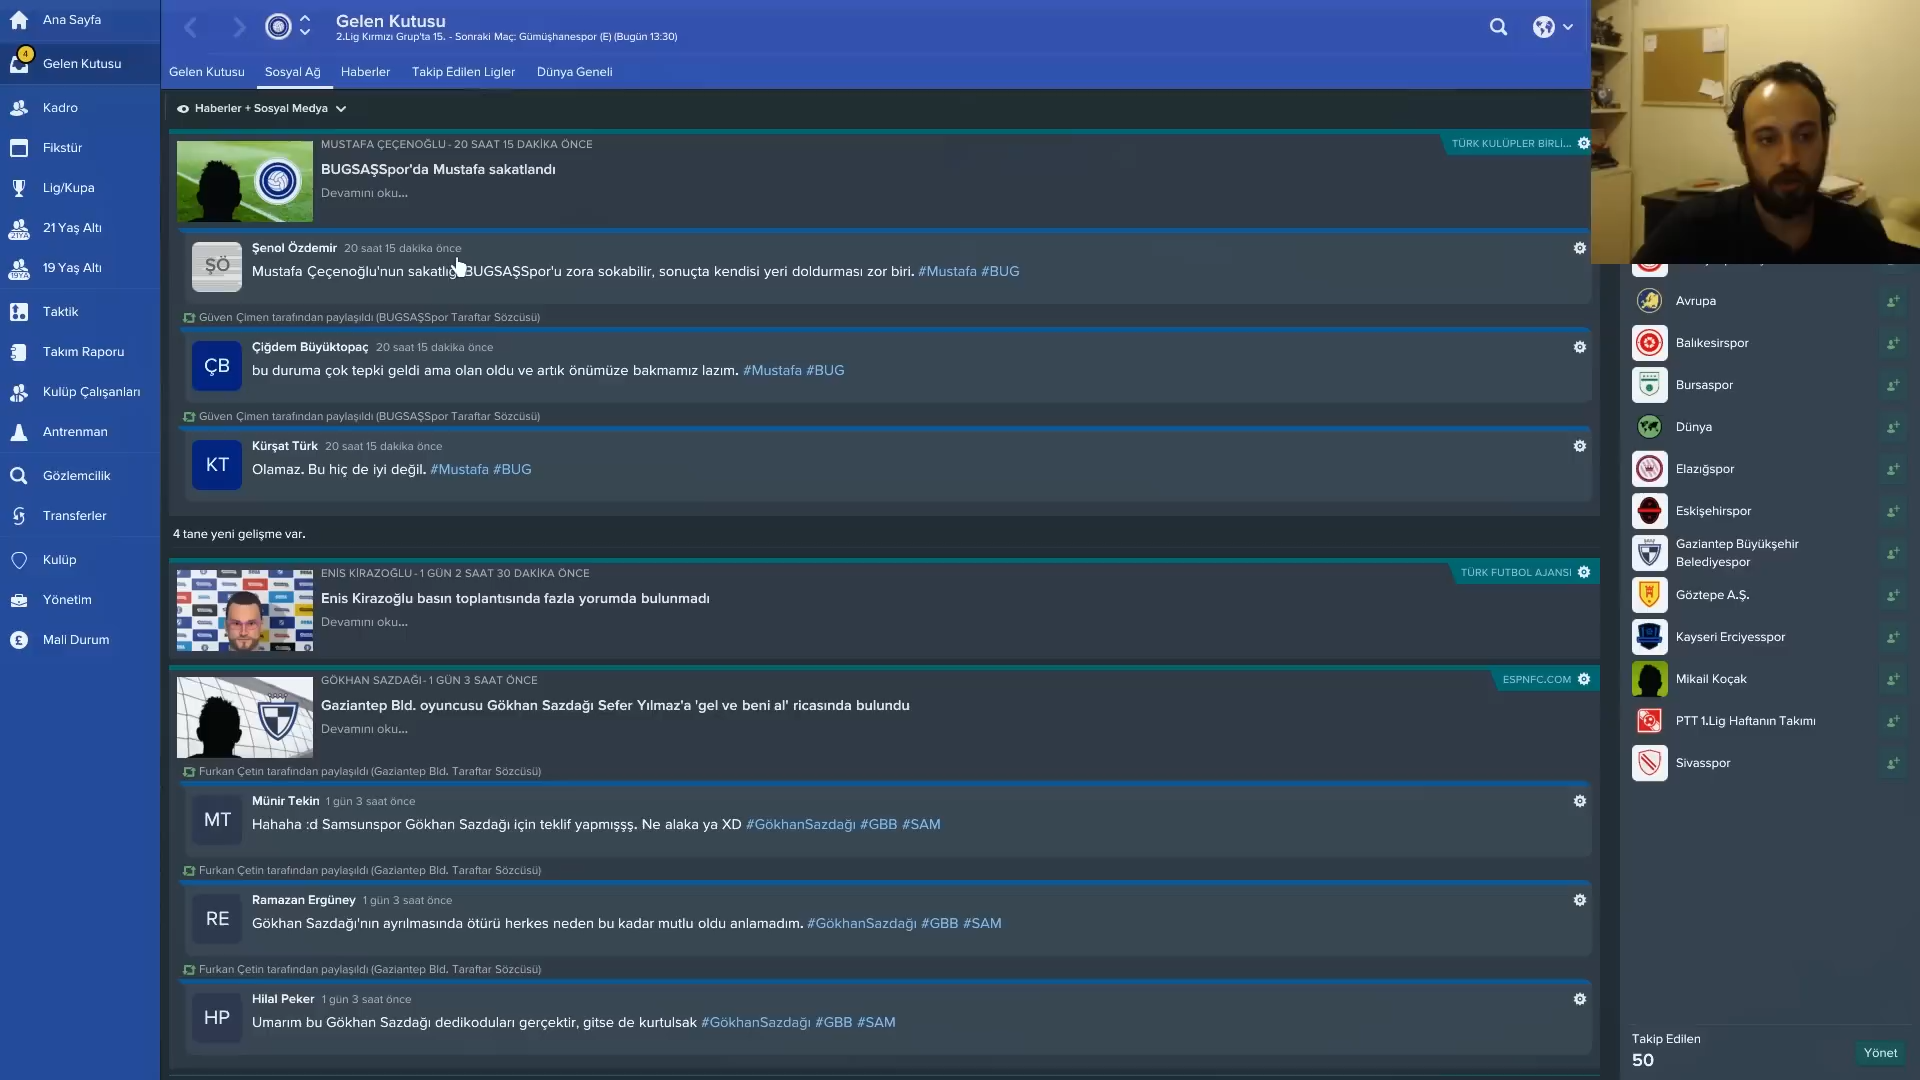 Ana Sayfa
4
Gelen Kutusu
Kadro
Fikstür
Lig/Kupa
21 Yaş Altı
19 Yaş Altı
Taktik
Takım Raporu
Kulüp Çalışanları
Antrenman
Gözlemcilik
Transferler
Kulüp
Yönetim
Mali Durum
Gelen Kutusu
2.Lig Kırmızı Grup'ta 15. - Sonraki Maç: Gümüşhanespor (E) (Bugün 13:30)
Gelen Kutusu Sosyal Ağ Haberler Takip Edilen Ligler Dünya Geneli
Haberler + Sosyal Medya
MUSTAFA ÇEÇENOĞLU - 20 SAAT 15 DAKİKA ÖNCE
TÜRK KULÜPLER BİRLİ...
BUGSAŞSpor'da Mustafa sakatlandı
Devamını oku...
ŞÖ
Şenol Özdemir 20 saat 15 dakika önce
Mustafa Çeçenoğlu'nun sakatlığ BUGSAŞSpor'u zora sokabilir, sonuçta kendisi yeri doldurması zor biri. #Mustafa #BUG
Güven Çimen tarafından paylaşıldı (BUGSAŞSpor Taraftar Sözcüsü)
ÇB
Çiğdem Büyüktopaç 20 saat 15 dakika önce
bu duruma çok tepki geldi ama olan oldu ve artık önümüze bakmamız lazım. #Mustafa #BUG
Güven Çimen tarafından paylaşıldı (BUGSAŞSpor Taraftar Sözcüsü)
KT
Kürşat Türk 20 saat 15 dakika önce
Olamaz. Bu hiç de iyi değil. #Mustafa #BUG
4 tane yeni gelişme var.
ENİS KİRAZOĞLU - 1 GÜN 2 SAAT 30 DAKİKA ÖNCE
TÜRK FUTBOL AJANSI
Enis Kirazoğlu basın toplantısında fazla yorumda bulunmadı
Devamını oku...
GÖKHAN SAZDAĞI - 1 GÜN 3 SAAT ÖNCE
ESPNFC.COM
Gaziantep Bld. oyuncusu Gökhan Sazdağı Sefer Yılmaz'a 'gel ve beni al' ricasında bulundu
Devamını oku...
Furkan Çetin tarafından paylaşıldı (Gaziantep Bld. Taraftar Sözcüsü)
MT
Münir Tekin 1 gün 3 saat önce
Hahaha :d Samsunspor Gökhan Sazdağı için teklif yapmışşş. Ne alaka ya XD #GökhanSazdağı #GBB #SAM
Furkan Çetin tarafından paylaşıldı (Gaziantep Bld. Taraftar Sözcüsü)
RE
Ramazan Ergüney 1 gün 3 saat önce
Gökhan Sazdağı'nın ayrılmasında ötürü herkes neden bu kadar mutlu oldu anlamadım. #GökhanSazdağı #GBB #SAM
Furkan Çetin tarafından paylaşıldı (Gaziantep Bld. Taraftar Sözcüsü)
HP
Hilal Peker 1 gün 3 saat önce
Umarım bu Gökhan Sazdağı dedikoduları gerçektir, gitse de kurtulsak #GökhanSazdağı #GBB #SAM
Avrupa
Balıkesirspor
Bursaspor
Dünya
Elazığspor
Eskişehirspor
Gaziantep Büyükşehir
Belediyespor
Göztepe A.Ş.
Kayseri Erciyesspor
Mikail Koçak
PTT 1.Lig Haftanın Takımı
Sivasspor
Takip Edilen
50
Yönet